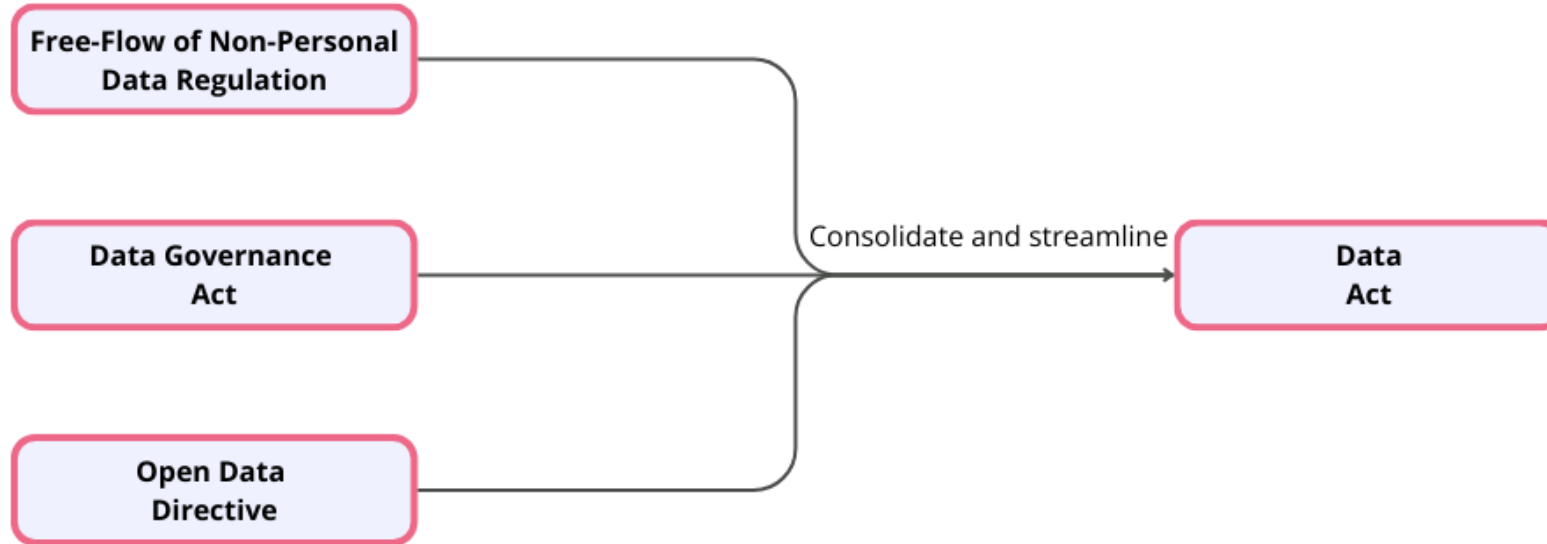 Free-Flow of Non-Personal
Data Regulation
Data Governance
Act
Consolidate and streamline
Data
Act
Open Data
Directive